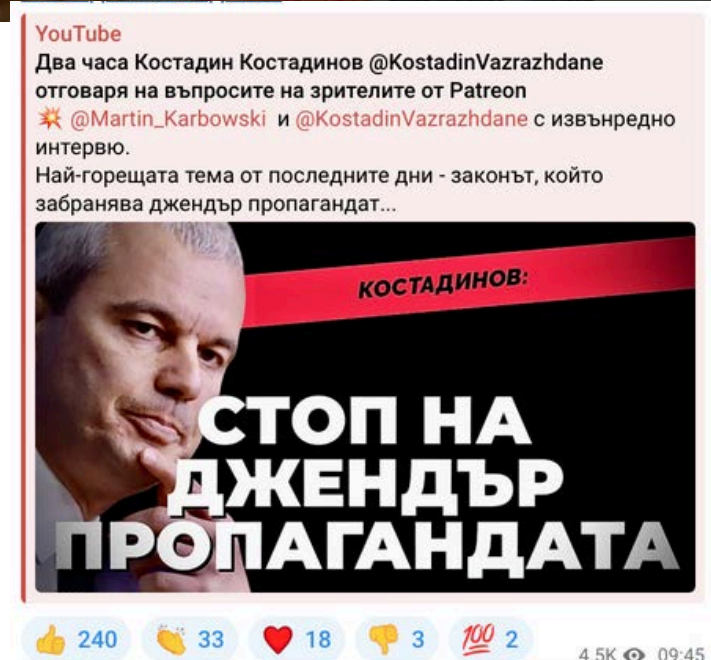 YouTube
Два часа Костадин Костадинов @KostadinVazrazhdane
отговаря на въпросите на зрителите от Patreon
💥 @Martin_Karbowski и @KostadinVazrazhdane с извънредно
интервю.
Най-горещата тема от последните дни - законът, който
забранява джендър пропагандат...
КОСТАДИНОВ:
СТОП НА
ДЖЕНДЪР
ПРОПАГАНДАТА
👍 240 👏 33 ❤️ 18 👎 3 💯 2
4.5K 09:45